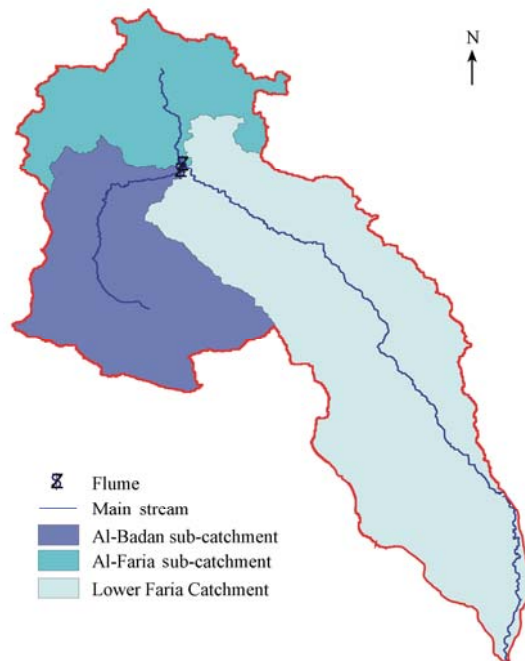 N
Flume
Main stream
Al-Badan sub-catchment
Al-Faria sub-catchment
Lower Faria Catchment